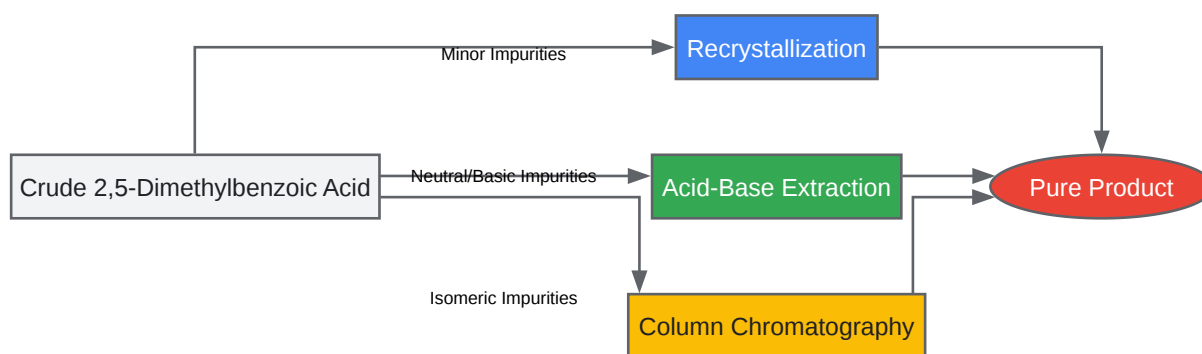 Minor Impurities
Recrystallization
Crude 2,5-Dimethylbenzoic Acid
Neutral/Basic Impurities
Acid-Base Extraction
Pure Product
Isomeric Impurities
Column Chromatography